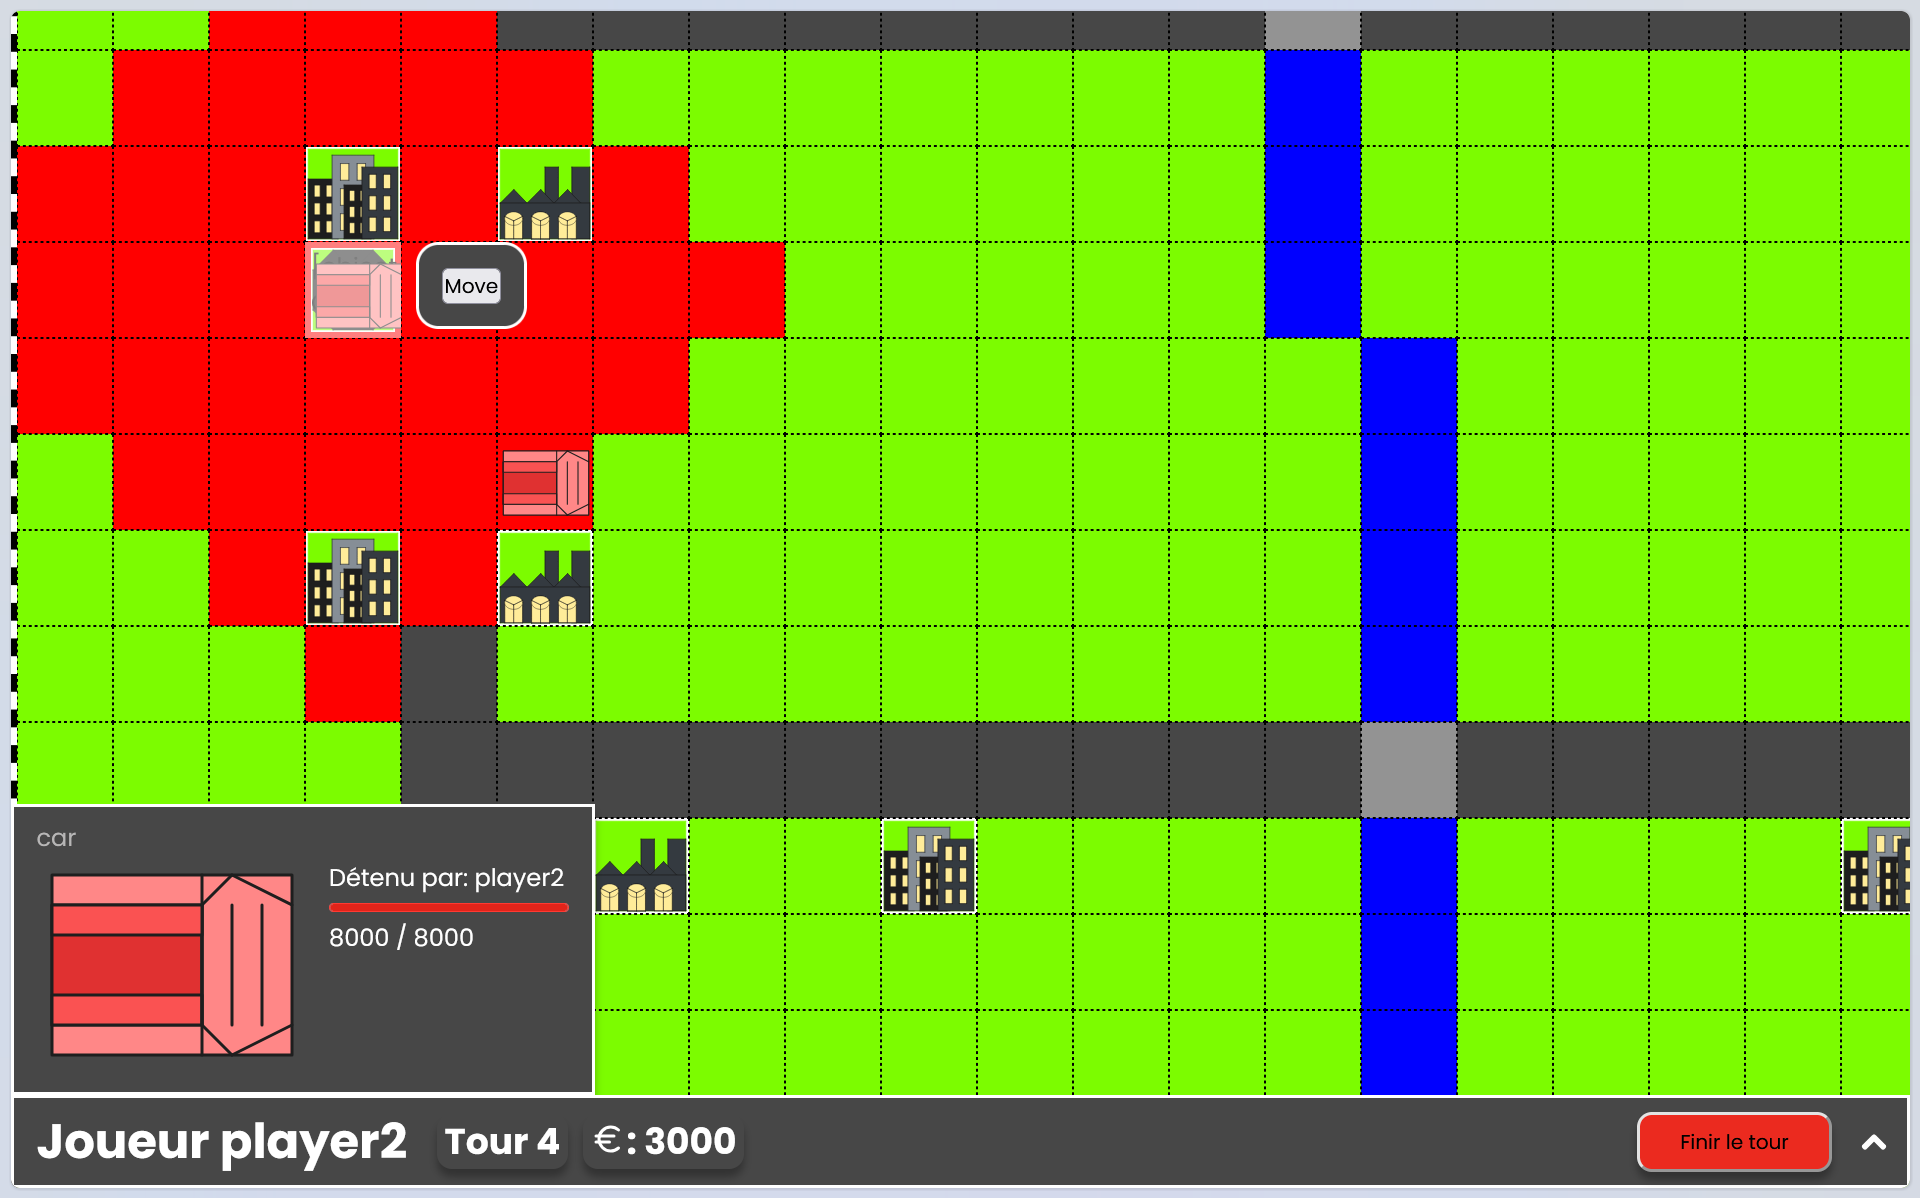 Move
car
Détenu par: player2
8000 / 8000
Joueur player2
Tour 4
€: 3000
Finir le tour